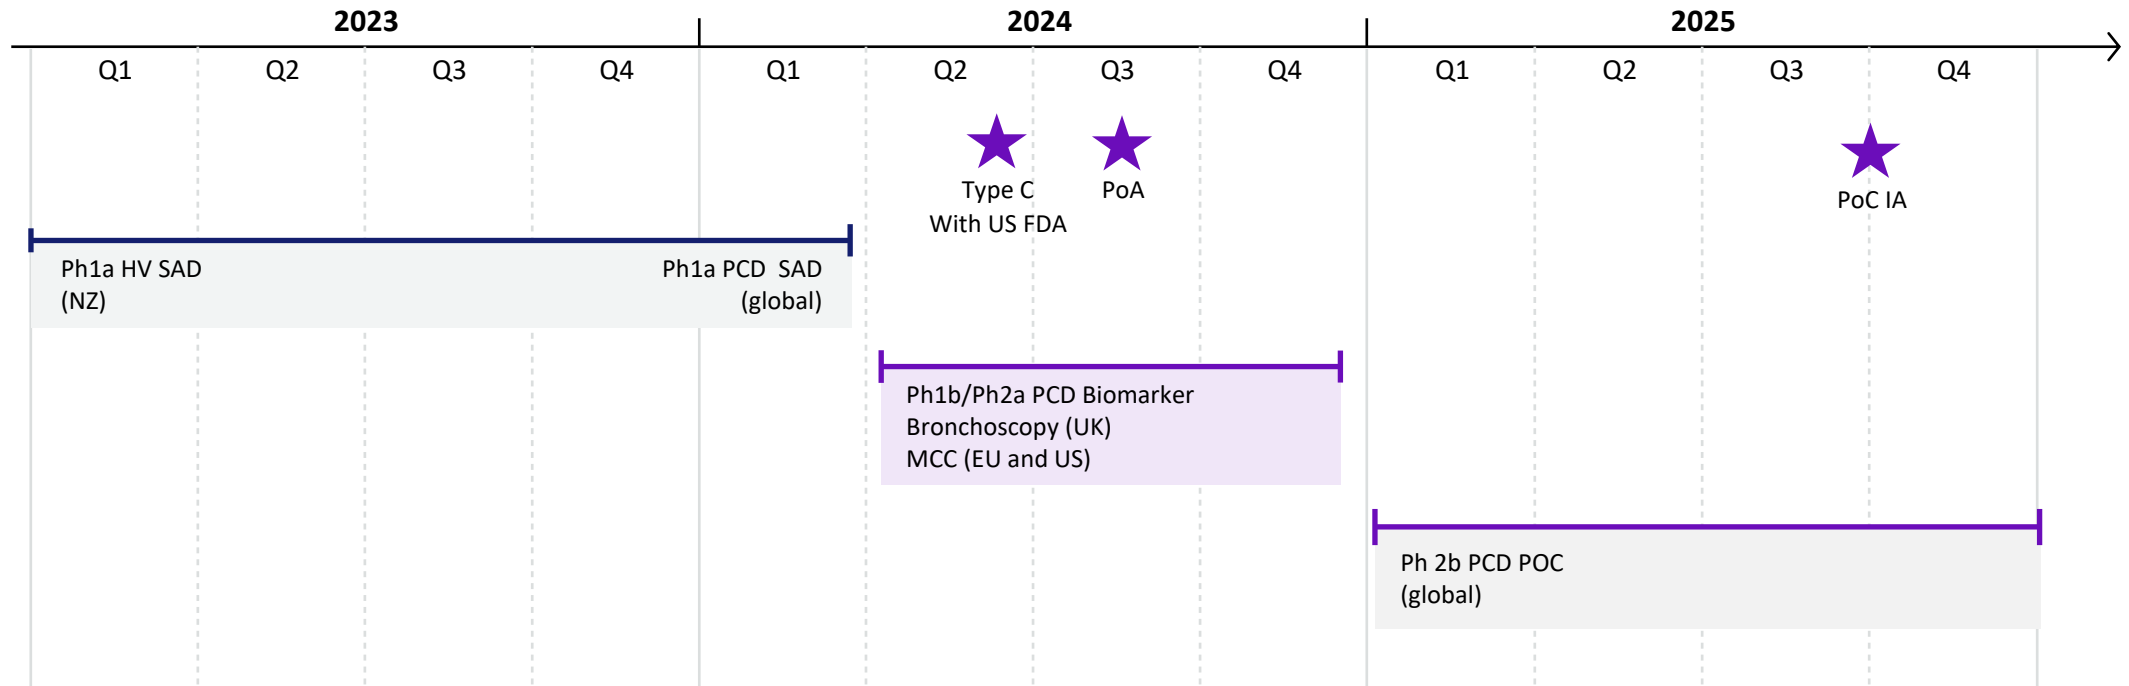 2023
2024
2025
Q1
Q2
Q3
Q4
Q1
Q2
Q3
Q4
Q1
Q2
Q3
Q4
Type C
With US FDA
PoA
PoC IA
Ph1a HV SAD
(NZ)
Ph1a PCD SAD
(global)
Ph1b/Ph2a PCD Biomarker
Bronchoscopy (UK)
MCC (EU and US)
Ph 2b PCD POC
(global)